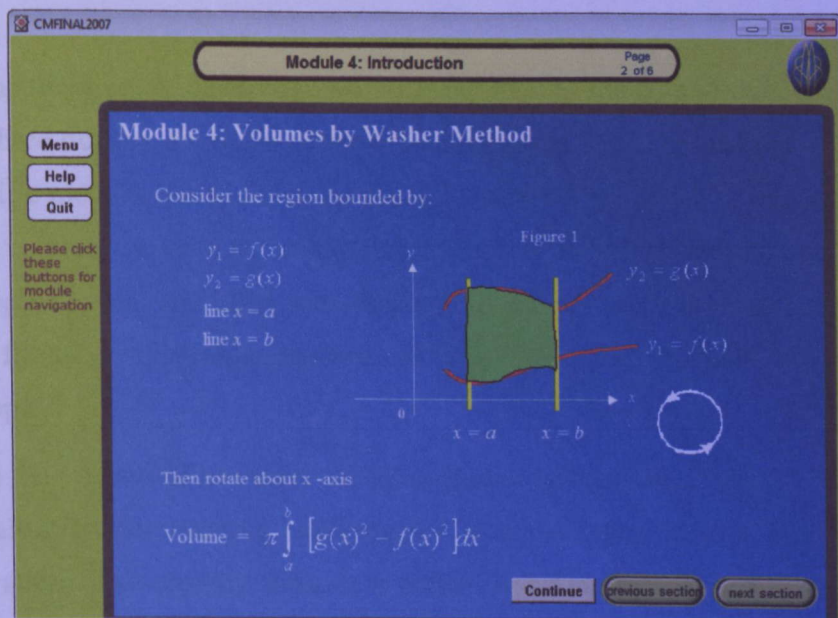 CMFINAL2007
Module 4: Introduction
Page
2 of 6
Menu
Help
Quit
Please click
these
buttons for
module
navigation
Module 4: Volumes by Washer Method
Consider the region bounded by:
y₁ = f(x)
y₂ = g(x)
line x = a
line x = b
Figure 1
y
y₂ = g(x)
y₁ = f(x)
x
0
x = a x = b
Then rotate about x -axis
Volume = π∫ₐᵇ [g(x)² − f(x)²]dx
Continue previous section next section